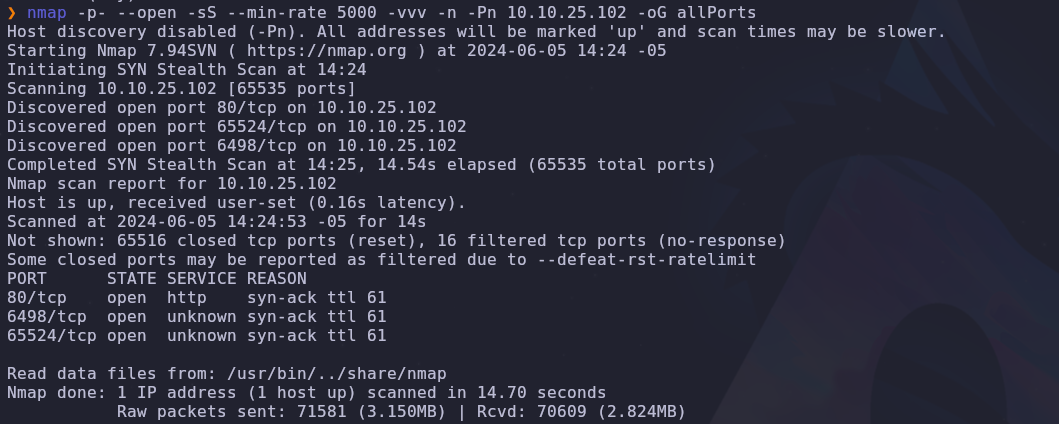 ❯ nmap -p- --open -sS --min-rate 5000 -vvv -n -Pn 10.10.25.102 -oG allPorts
Host discovery disabled (-Pn). All addresses will be marked 'up' and scan times may be slower.
Starting Nmap 7.94SVN ( https://nmap.org ) at 2024-06-05 14:24 -05
Initiating SYN Stealth Scan at 14:24
Scanning 10.10.25.102 [65535 ports]
Discovered open port 80/tcp on 10.10.25.102
Discovered open port 65524/tcp on 10.10.25.102
Discovered open port 6498/tcp on 10.10.25.102
Completed SYN Stealth Scan at 14:25, 14.54s elapsed (65535 total ports)
Nmap scan report for 10.10.25.102
Host is up, received user-set (0.16s latency).
Scanned at 2024-06-05 14:24:53 -05 for 14s
Not shown: 65516 closed tcp ports (reset), 16 filtered tcp ports (no-response)
Some closed ports may be reported as filtered due to --defeat-rst-ratelimit
PORT      STATE SERVICE REASON
80/tcp    open  http    syn-ack ttl 61
6498/tcp  open  unknown syn-ack ttl 61
65524/tcp open  unknown syn-ack ttl 61

Read data files from: /usr/bin/../share/nmap
Nmap done: 1 IP address (1 host up) scanned in 14.70 seconds
           Raw packets sent: 71581 (3.150MB) | Rcvd: 70609 (2.824MB)